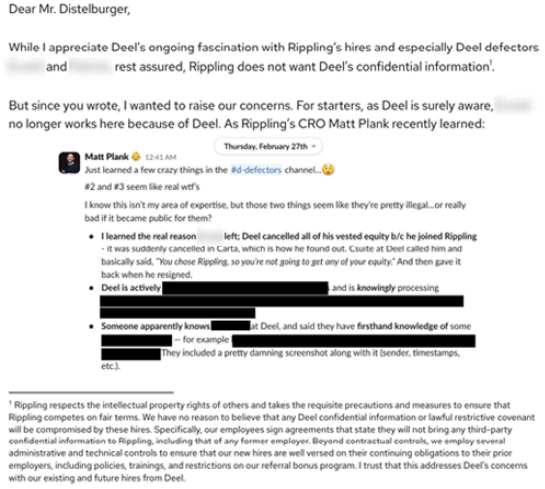 Dear Mr. Distelburger,
While I appreciate Deel's ongoing fascination with Rippling's hires and especially Deel defectors
and rest assured, Rippling does not want Deel's confidential information¹.
But since you wrote, I wanted to raise our concerns. For starters, as Deel is surely aware,
no longer works here because of Deel. As Rippling's CRO Matt Plank recently learned:
Thursday, February 27th
Matt Plank 12:41 AM
Just learned a few crazy things in the #d-defectors channel...😲
#2 and #3 seem like real wtf's
I know this isn't my area of expertise, but those two things seem like they're pretty illegal...or really
bad if it became public for them?
• I learned the real reason left; Deel cancelled all of his vested equity b/c he joined Rippling
- it was suddenly cancelled in Carta, which is how he found out. Csuite at Deel called him and
basically said, "You chose Rippling, so you're not going to get any of your equity." And then gave it
back when he resigned.
• Deel is actively and is knowingly processing
• Someone apparently knows at Deel, and said they have firsthand knowledge of some
— for example
They included a pretty damning screenshot along with it (sender, timestamps,
etc.).
¹ Rippling respects the intellectual property rights of others and takes the requisite precautions and measures to ensure that
Rippling competes on fair terms. We have no reason to believe that any Deel confidential information or lawful restrictive covenant
will be compromised by these hires. Specifically, our employees sign agreements that state they will not bring any third-party
confidential information to Rippling, including that of any former employer. Beyond contractual controls, we employ several
administrative and technical controls to ensure that our new hires are well versed on their continuing obligations to their prior
employers, including policies, trainings, and restrictions on our referral bonus program. I trust that this addresses Deel's concerns
with our existing and future hires from Deel.